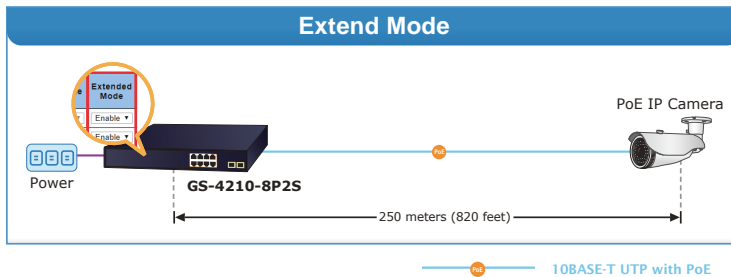 Extend Mode
e
Extended
Mode
Enable
Enable
PoE IP Camera
PoE
Power
GS-4210-8P2S
250 meters (820 feet)
PoE
10BASE-T UTP with PoE